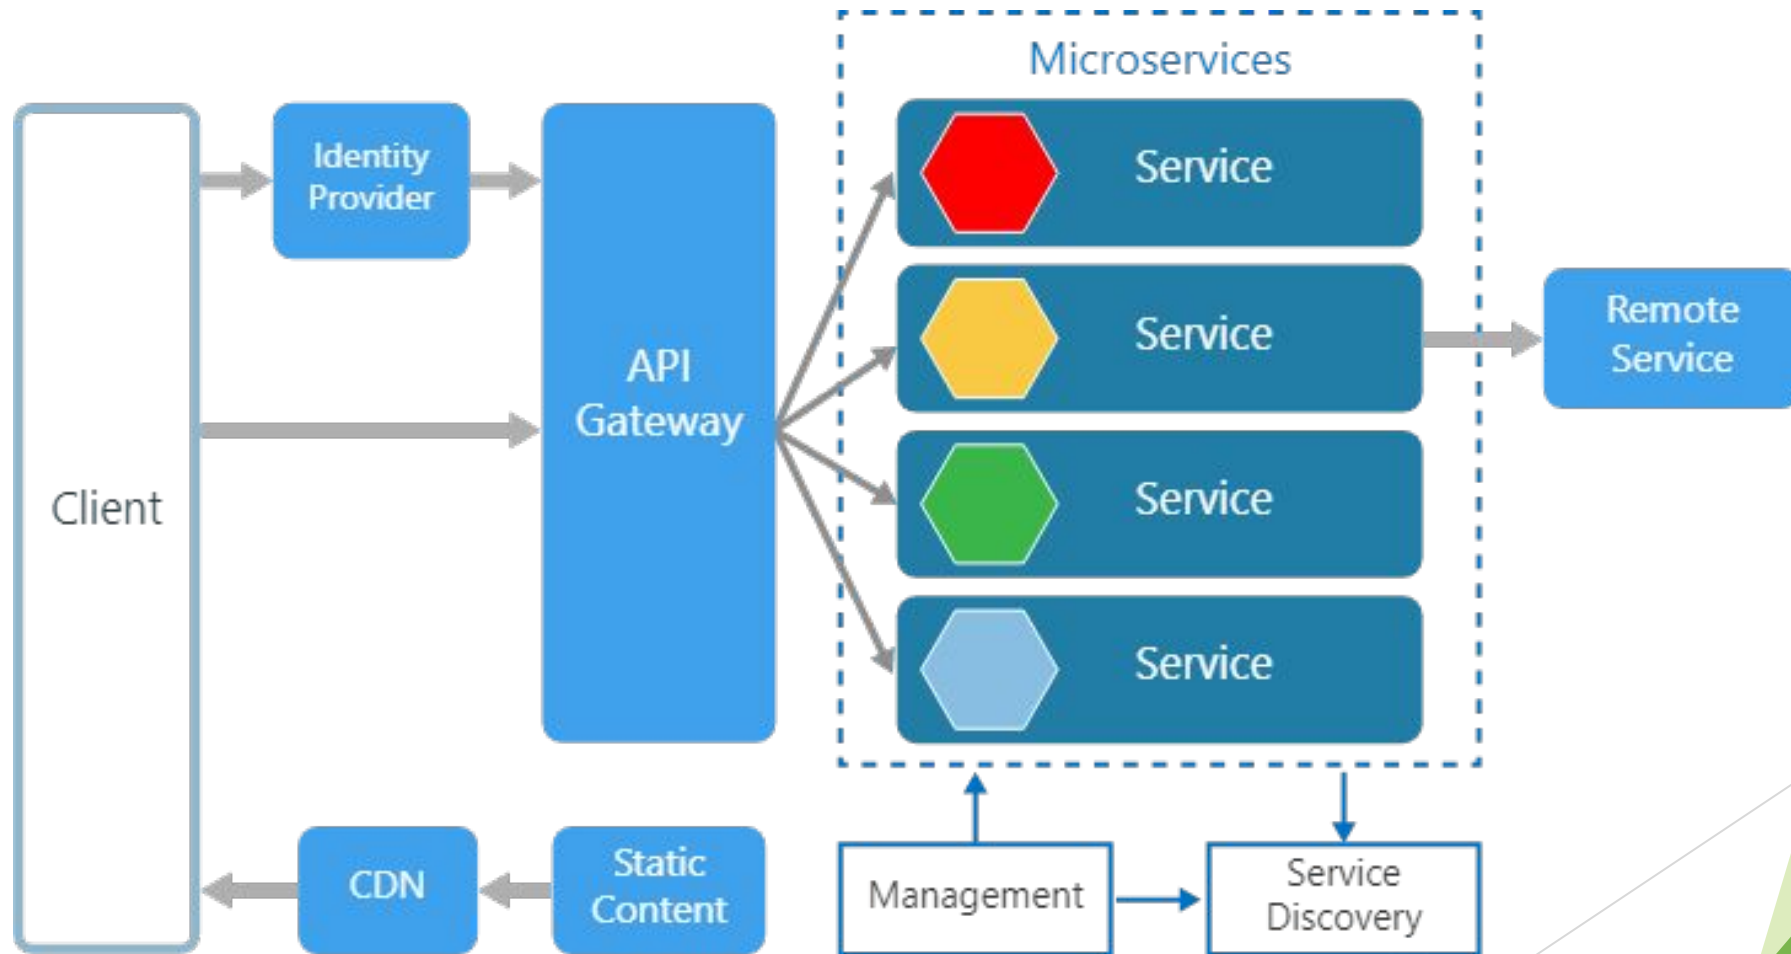 Microservices
Client
Identity
Provider
API
Gateway
Service
Service
Service
Service
Remote
Service
CDN
Static
Content
Management
Service
Discovery